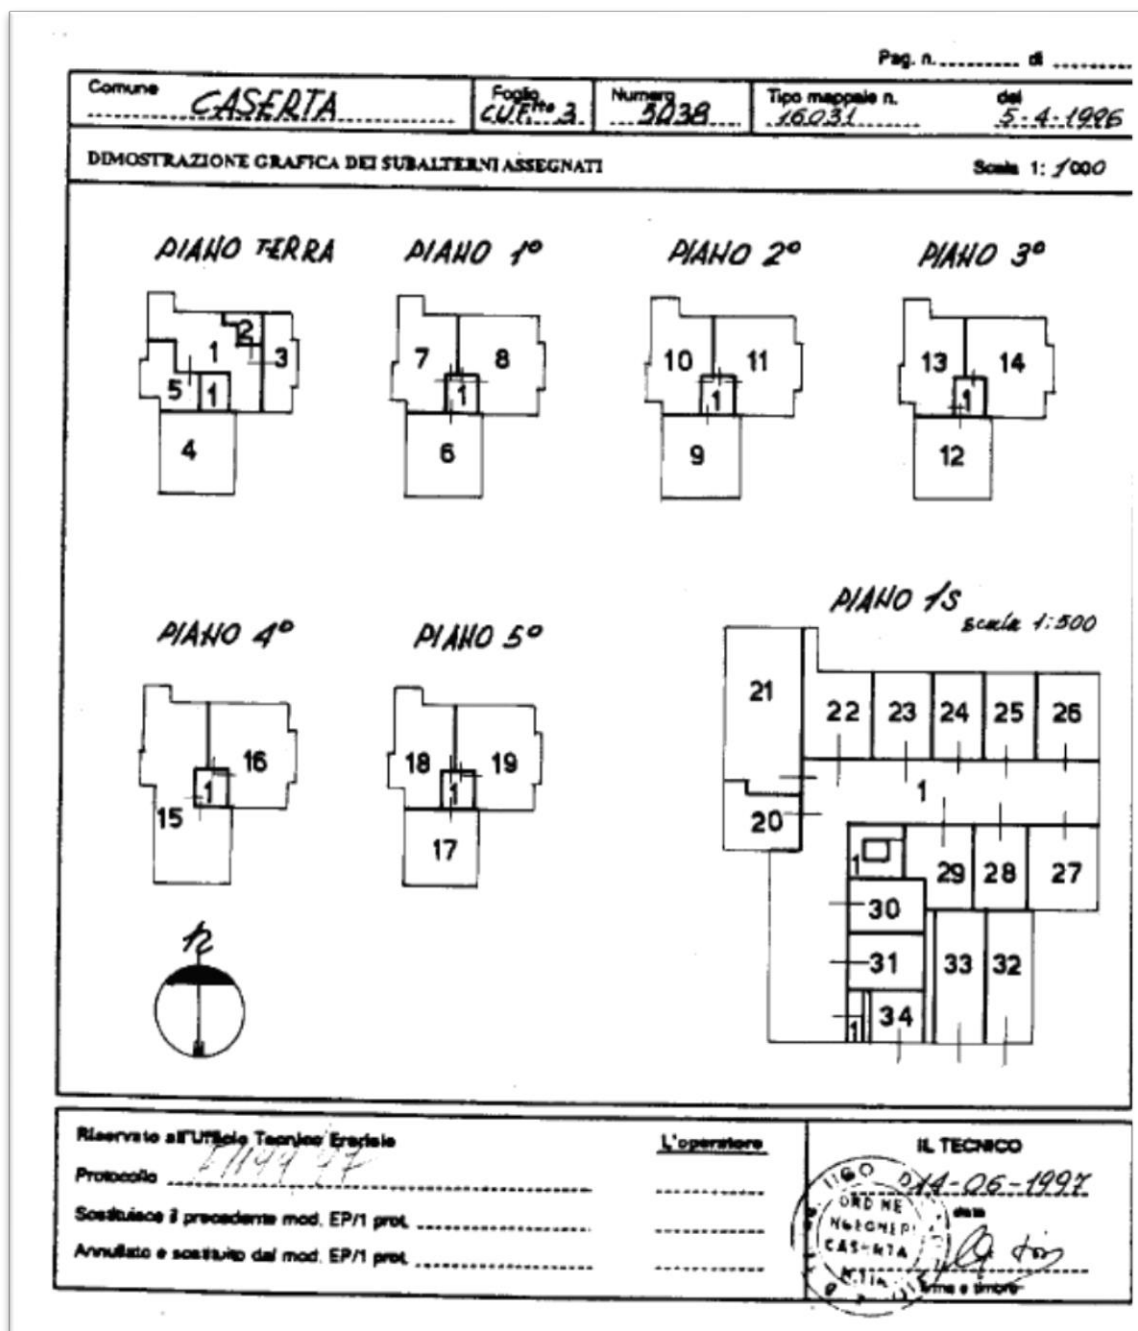 Pag. n. .......... di ..........
Comune CASERTA Foglio CUF.tto 3 Numero 5038 Tipo mappale n. 16031 del 5-4-1996
DIMOSTRAZIONE GRAFICA DEI SUBALTERNI ASSEGNATI Scala 1: 1000
PIANO TERRA PIANO 1° PIANO 2° PIANO 3°
1 2 3 5 1 4
7 8 1 6
10 11 1 9
13 14 1 12
PIANO 4° PIANO 5° PIANO 1S
scala 1:500
16 1 15
18 19 1 17
21 22 23 24 25 26
1
20
1 29 28 27
30
31 33 32
1 34
n
Riservato all'Ufficio Tecnico Erariale L'operatore IL TECNICO
Protocollo
14-06-1997
Sostituisce il precedente mod. EP/1 prot. data
Annullato e sostituito dal mod. EP/1 prot.
firma e timbro
ORDINE
INGEGNERI
CASERTA